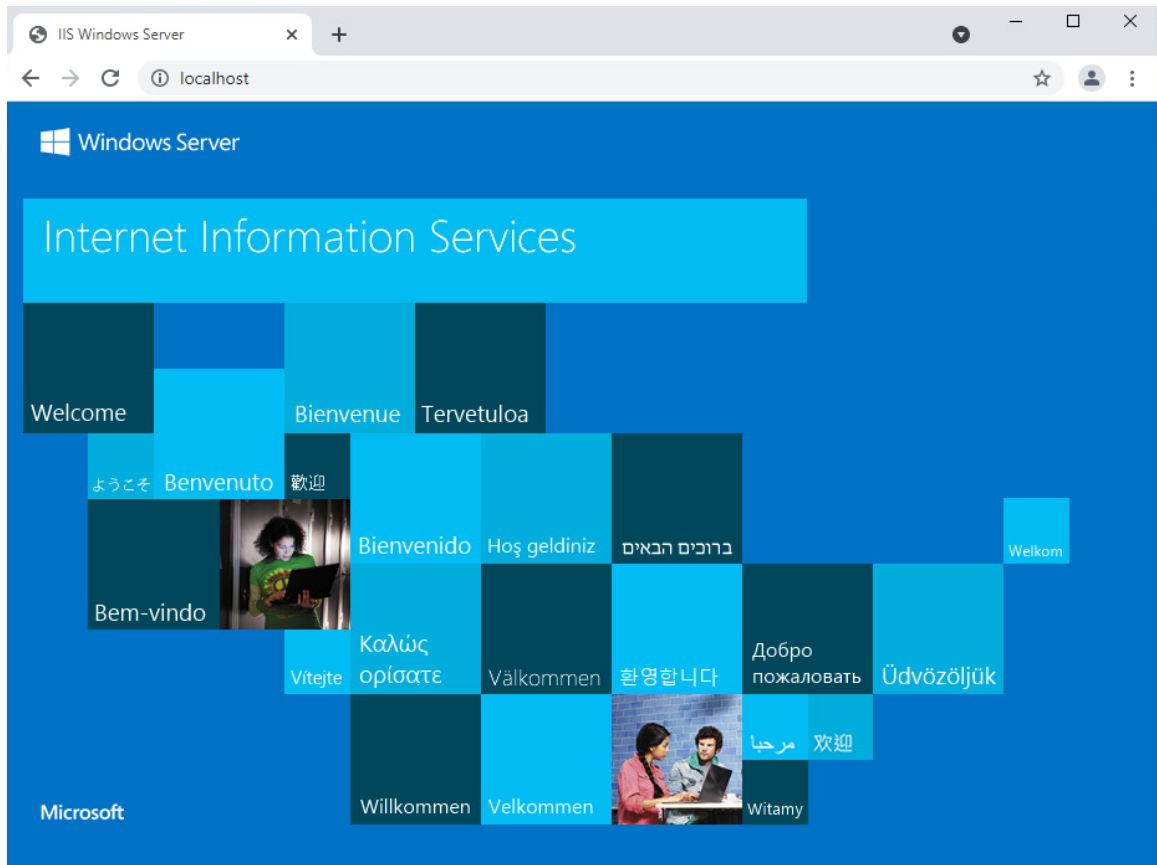 IIS Windows Server
localhost
Windows Server
Internet Information Services
Welcome
Bienvenue
Tervetuloa
ようこそ
Benvenuto
歡迎
Bienvenido
Hoş geldiniz
ברוכים הבאים
Welkom
Bem-vindo
Vítejte
Καλώς
ορίσατε
Välkommen
환영합니다
Добро
пожаловать
Üdvözöljük
مرحبا
欢迎
Willkommen
Velkommen
Witamy
Microsoft